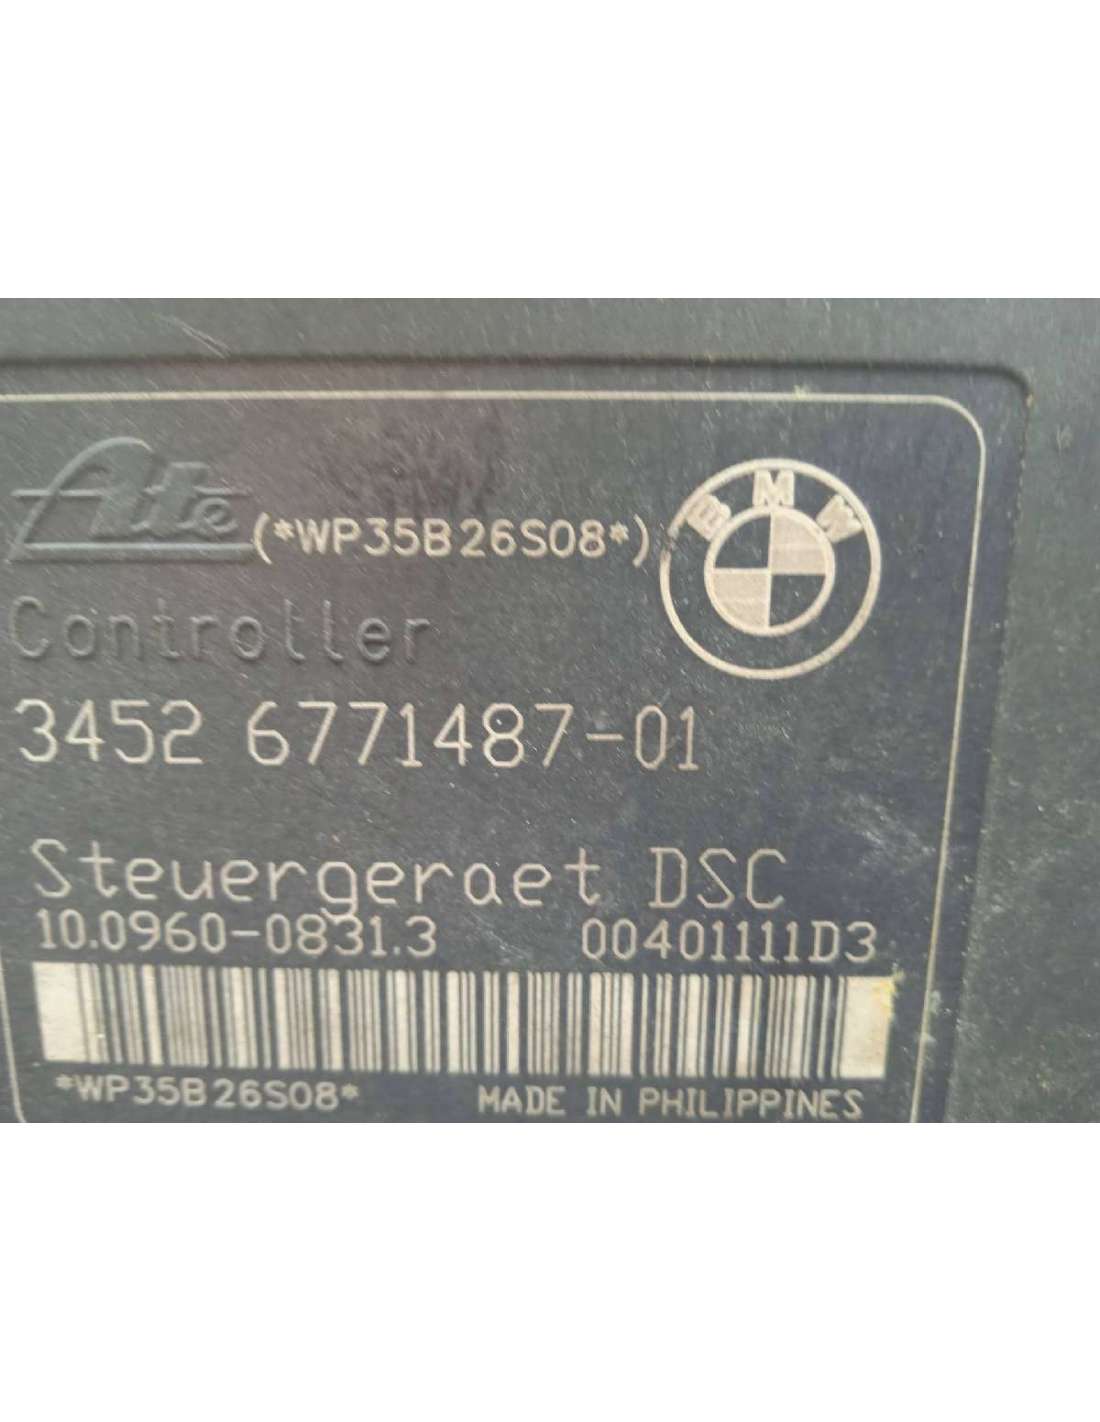 Ate (*WP35B26S08*) BMW
Controller
3452 6771487-01
Steuergeraet DSC
10.0960-0831.3 00401111D3
*WP35B26S08* MADE IN PHILIPPINES